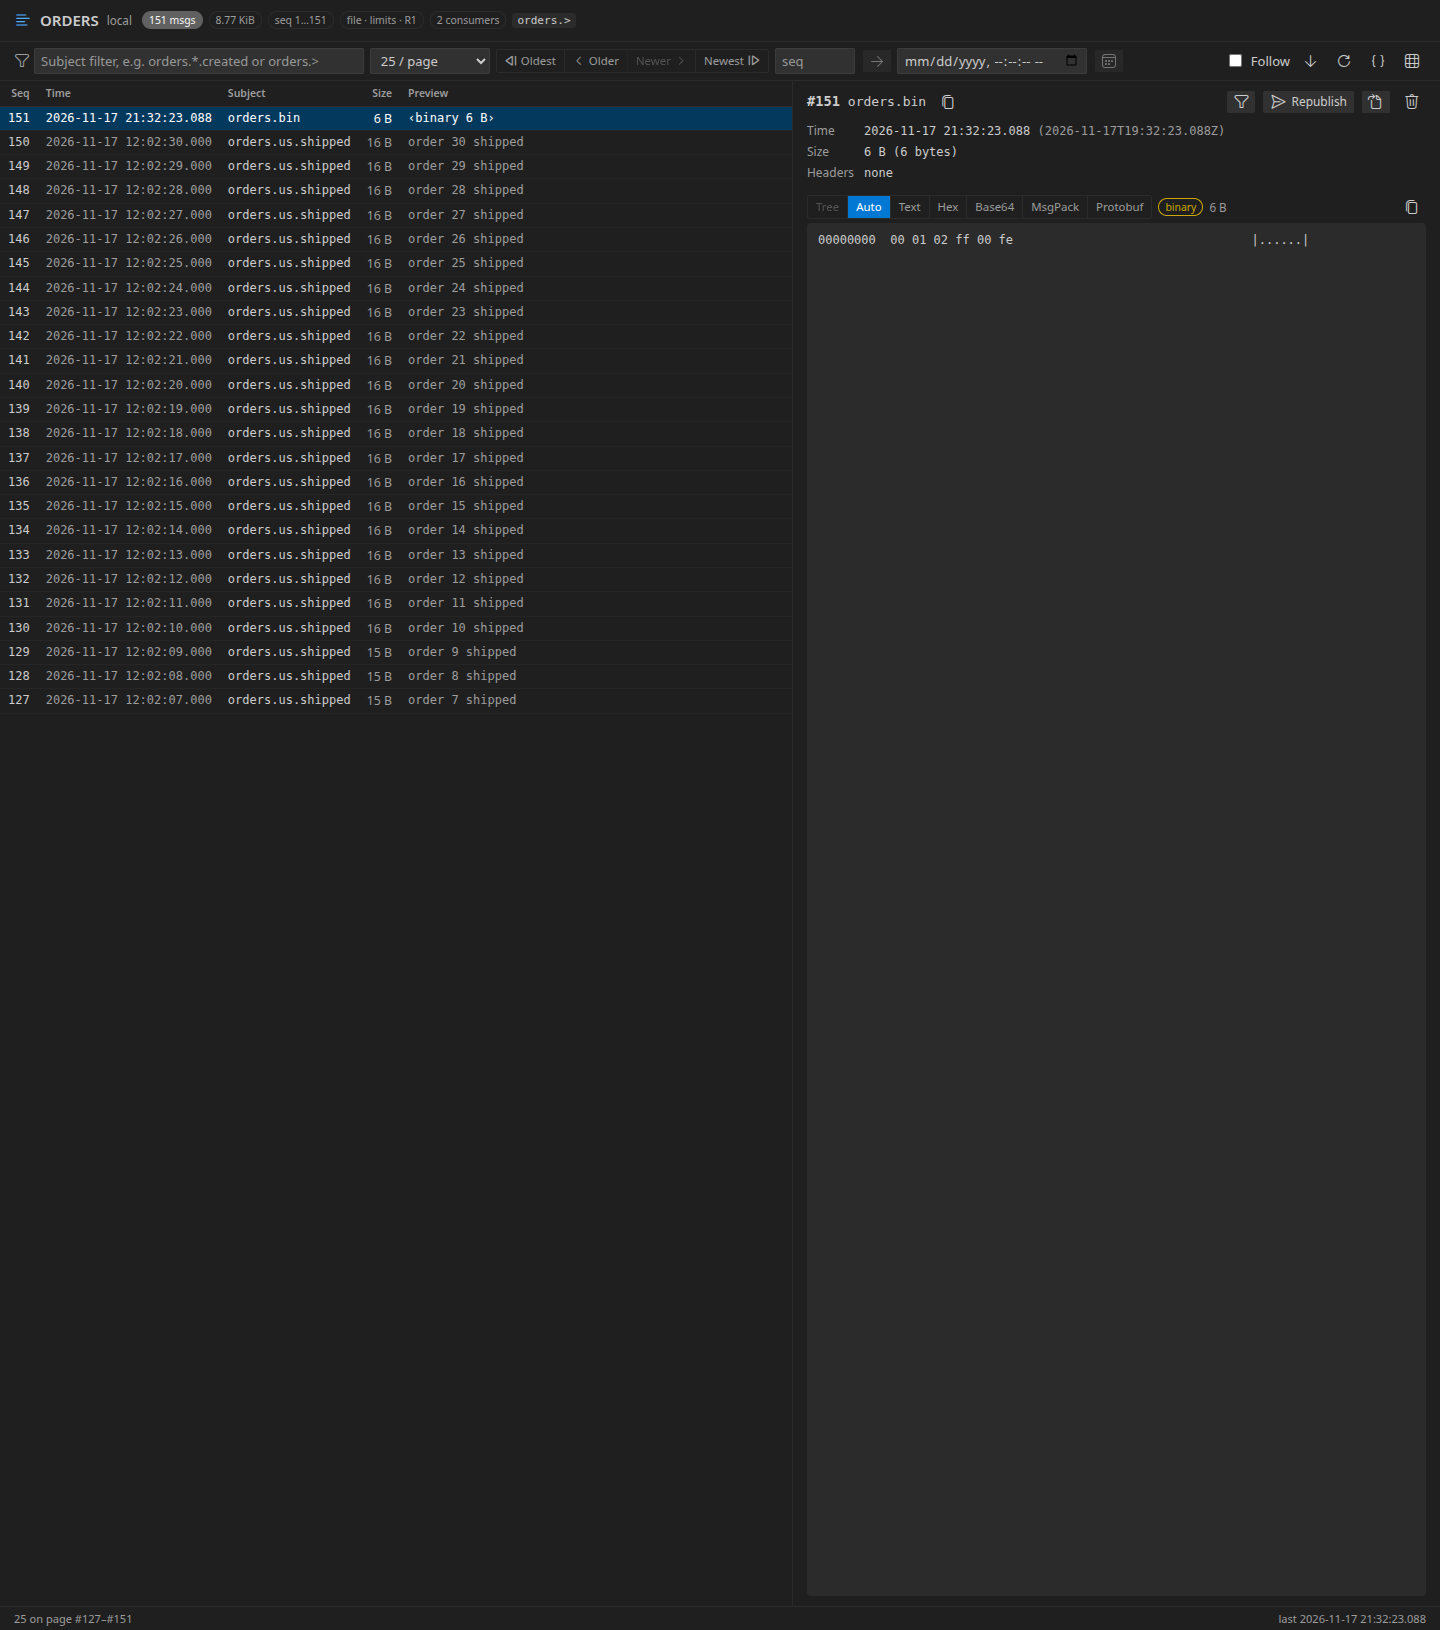 ORDERS local 151 msgs 8.77 KiB seq 1…151 file · limits · R1 2 consumers orders.>
Subject filter, e.g. orders.*.created or orders.> 25 / page Oldest Older Newer Newest seq mm/dd/yyyy, --:--:-- -- Follow { }
Seq Time Subject Size Preview
151 2026-11-17 21:32:23.088 orders.bin 6 B ‹binary 6 B›
150 2026-11-17 12:02:30.000 orders.us.shipped 16 B order 30 shipped
149 2026-11-17 12:02:29.000 orders.us.shipped 16 B order 29 shipped
148 2026-11-17 12:02:28.000 orders.us.shipped 16 B order 28 shipped
147 2026-11-17 12:02:27.000 orders.us.shipped 16 B order 27 shipped
146 2026-11-17 12:02:26.000 orders.us.shipped 16 B order 26 shipped
145 2026-11-17 12:02:25.000 orders.us.shipped 16 B order 25 shipped
144 2026-11-17 12:02:24.000 orders.us.shipped 16 B order 24 shipped
143 2026-11-17 12:02:23.000 orders.us.shipped 16 B order 23 shipped
142 2026-11-17 12:02:22.000 orders.us.shipped 16 B order 22 shipped
141 2026-11-17 12:02:21.000 orders.us.shipped 16 B order 21 shipped
140 2026-11-17 12:02:20.000 orders.us.shipped 16 B order 20 shipped
139 2026-11-17 12:02:19.000 orders.us.shipped 16 B order 19 shipped
138 2026-11-17 12:02:18.000 orders.us.shipped 16 B order 18 shipped
137 2026-11-17 12:02:17.000 orders.us.shipped 16 B order 17 shipped
136 2026-11-17 12:02:16.000 orders.us.shipped 16 B order 16 shipped
135 2026-11-17 12:02:15.000 orders.us.shipped 16 B order 15 shipped
134 2026-11-17 12:02:14.000 orders.us.shipped 16 B order 14 shipped
133 2026-11-17 12:02:13.000 orders.us.shipped 16 B order 13 shipped
132 2026-11-17 12:02:12.000 orders.us.shipped 16 B order 12 shipped
131 2026-11-17 12:02:11.000 orders.us.shipped 16 B order 11 shipped
130 2026-11-17 12:02:10.000 orders.us.shipped 16 B order 10 shipped
129 2026-11-17 12:02:09.000 orders.us.shipped 15 B order 9 shipped
128 2026-11-17 12:02:08.000 orders.us.shipped 15 B order 8 shipped
127 2026-11-17 12:02:07.000 orders.us.shipped 15 B order 7 shipped
#151 orders.bin Republish
Time 2026-11-17 21:32:23.088 (2026-11-17T19:32:23.088Z)
Size 6 B (6 bytes)
Headers none
Tree Auto Text Hex Base64 MsgPack Protobuf binary 6 B
00000000 00 01 02 ff 00 fe |......|
25 on page #127–#151 last 2026-11-17 21:32:23.088